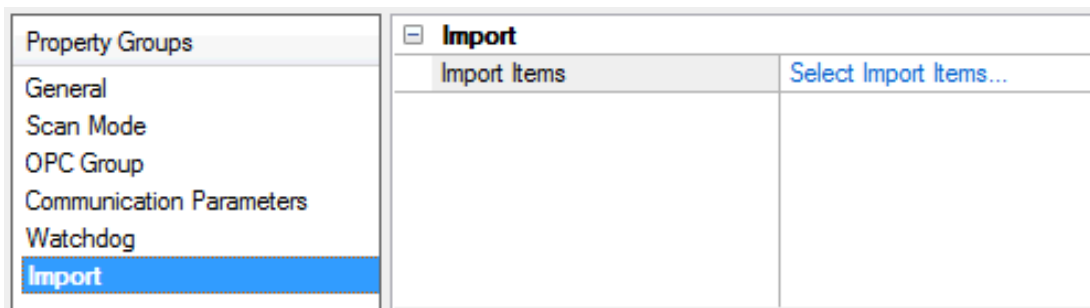 Property Groups
General
Scan Mode
OPC Group
Communication Parameters
Watchdog
Import
Import
Import Items
Select Import Items...